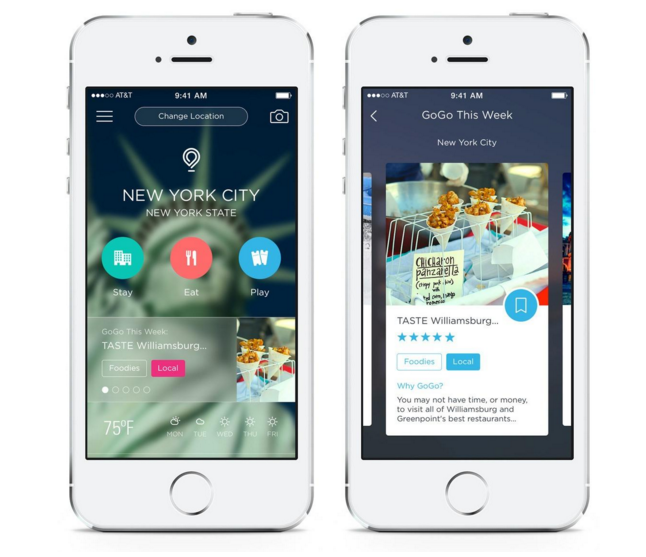 ●●●○○ AT&T 9:41 AM
Change Location
NEW YORK CITY
NEW YORK STATE
Stay Eat Play
GoGo This Week:
TASTE Williamsburg...
Foodies Local
75°F
MON TUE WED THU FRI
●●●○○ AT&T 9:41 AM
GoGo This Week
New York City
CHICHARON
panzanella
with
TASTE Williamsburg...
Foodies Local
Why GoGo?
You may not have time, or money,
to visit all of Williamsburg and
Greenpoint's best restaurants...